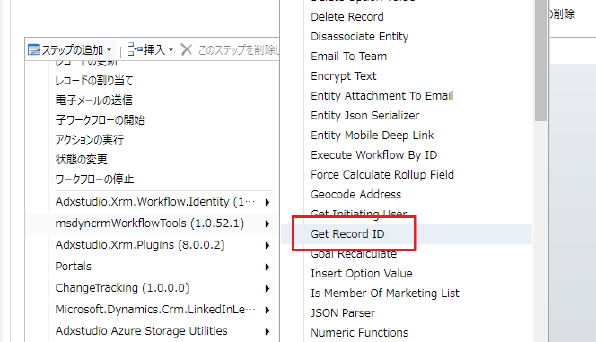 の削除
ステップの追加
挿入
このステップを削除し
レコードの更新
レコードの割り当て
電子メールの送信
子ワークフローの開始
アクションの実行
状態の変更
ワークフローの停止
Adxstudio.Xrm.Workflow.Identity (1···
msdyncrmWorkflowTools (1.0.52.1)
Adxstudio.Xrm.Plugins (8.0.0.2)
Portals
ChangeTracking (1.0.0.0)
Microsoft.Dynamics.Crm.LinkedInLe···
Adxstudio Azure Storage Utilities
Delete Option Value
Delete Record
Disassociate Entity
Email To Team
Encrypt Text
Entity Attachment To Email
Entity Json Serializer
Entity Mobile Deep Link
Execute Workflow By ID
Force Calculate Rollup Field
Geocode Address
Get Initiating User
Get Record ID
Goal Recalculate
Insert Option Value
Is Member Of Marketing List
JSON Parser
Numeric Functions